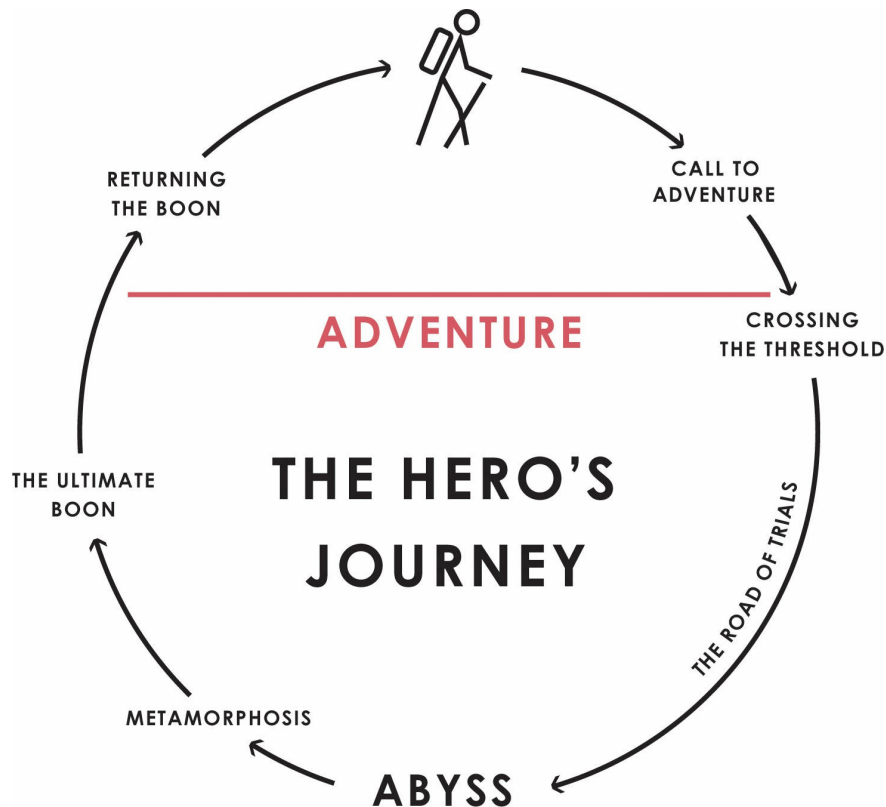 CALL TO
ADVENTURE
CROSSING
THE THRESHOLD
THE ROAD OF TRIALS
ABYSS
METAMORPHOSIS
THE ULTIMATE
BOON
RETURNING
THE BOON
ADVENTURE
THE HERO'S
JOURNEY